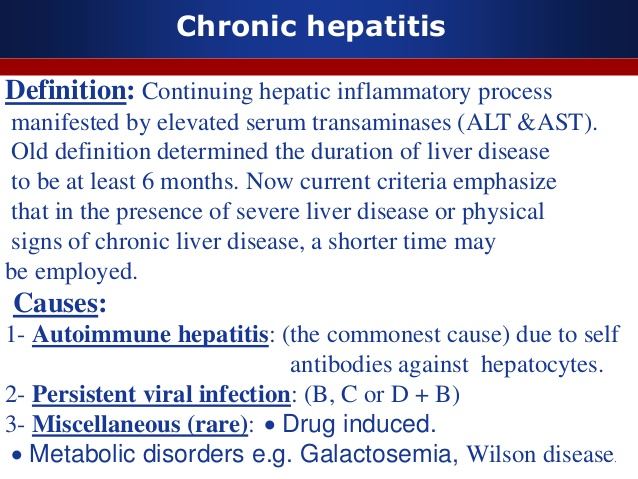 Chronic hepatitis
Definition: Continuing hepatic inflammatory process
manifested by elevated serum transaminases (ALT &AST).
Old definition determined the duration of liver disease
to be at least 6 months. Now current criteria emphasize
that in the presence of severe liver disease or physical
signs of chronic liver disease, a shorter time may
be employed.
Causes:
1- Autoimmune hepatitis: (the commonest cause) due to self
antibodies against hepatocytes.
2- Persistent viral infection: (B, C or D + B)
3- Miscellaneous (rare): • Drug induced.
• Metabolic disorders e.g. Galactosemia, Wilson disease.